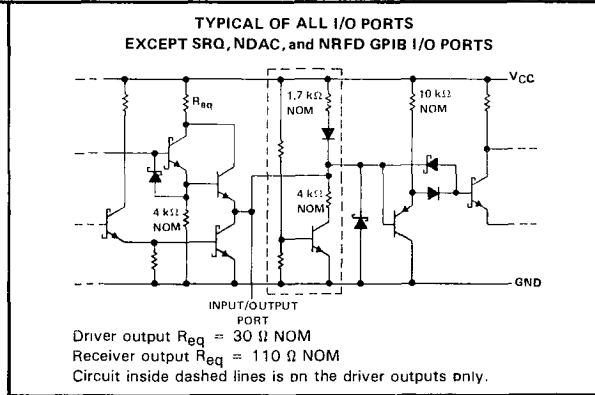 TYPICAL OF ALL I/O PORTS
EXCEPT SRQ, NDAC, and NRFD GPIB I/O PORTS
VCC
Req
1.7 kΩ
NOM
10 kΩ
NOM
4 kΩ
NOM
4 kΩ
NOM
GND
INPUT/OUTPUT
PORT
Driver output Req = 30 Ω NOM
Receiver output Req = 110 Ω NOM
Circuit inside dashed lines is on the driver outputs only.